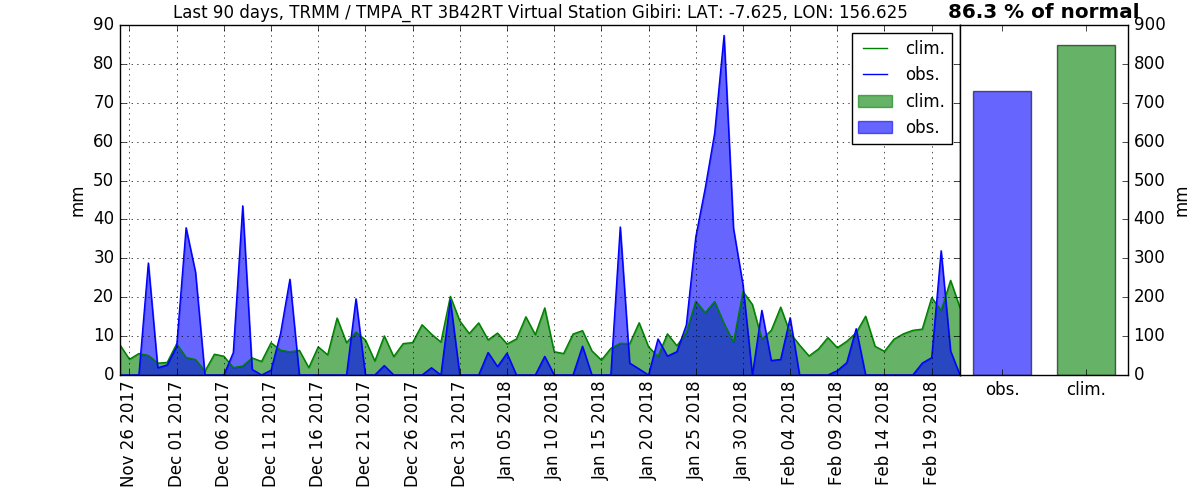 Last 90 days, TRMM / TMPA_RT 3B42RT Virtual Station Gibiri: LAT: -7.625, LON: 156.625
86.3 % of normal
90
80
70
60
50
40
30
20
10
0
mm
clim.
obs.
clim.
obs.
900
800
700
600
500
400
300
200
100
0
mm
Nov 26 2017
Dec 01 2017
Dec 06 2017
Dec 11 2017
Dec 16 2017
Dec 21 2017
Dec 26 2017
Dec 31 2017
Jan 05 2018
Jan 10 2018
Jan 15 2018
Jan 20 2018
Jan 25 2018
Jan 30 2018
Feb 04 2018
Feb 09 2018
Feb 14 2018
Feb 19 2018
obs.
clim.